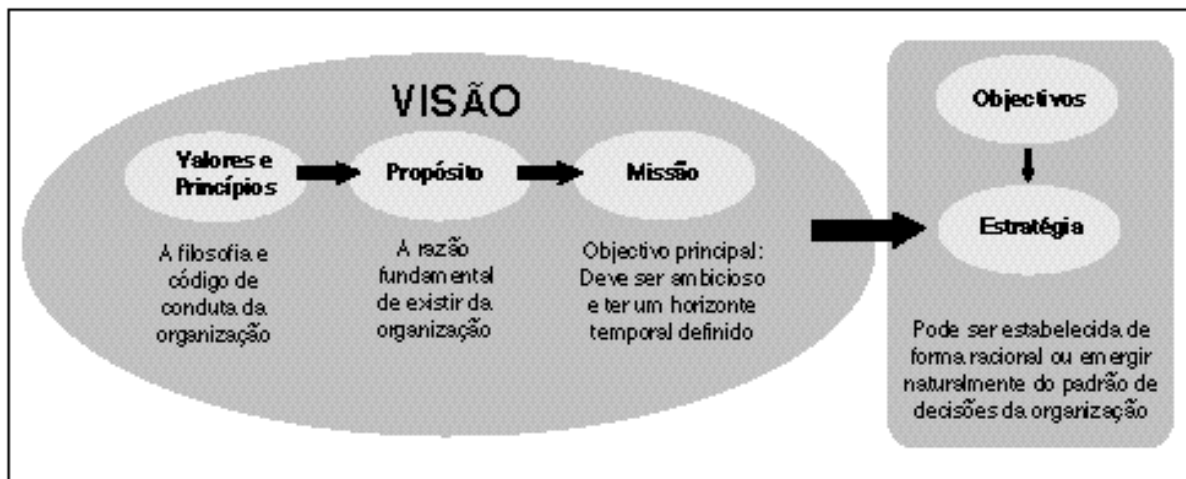 VISÃO
Valores e
Princípios
Propósito
Missão
A filosofia e
código de
conduta da
organização
A razão
fundamental
de existir da
organização
Objectivo principal:
Deve ser ambicioso
e ter um horizonte
temporal definido
Objectivos
Estratégia
Pode ser estabelecida de
forma racional ou emergir
naturalmente do padrão de
decisões da organização